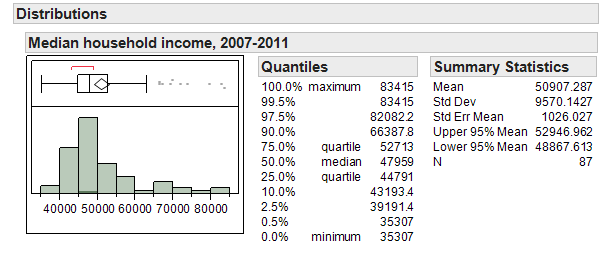 Distributions
Median household income, 2007-2011
40000 50000 60000 70000 80000
Quantiles
100.0% maximum 83415
99.5% 83415
97.5% 82082.2
90.0% 66387.8
75.0% quartile 52713
50.0% median 47959
25.0% quartile 44791
10.0% 43193.4
2.5% 39191.4
0.5% 35307
0.0% minimum 35307
Summary Statistics
Mean 50907.287
Std Dev 9570.1427
Std Err Mean 1026.027
Upper 95% Mean 52946.962
Lower 95% Mean 48867.613
N 87